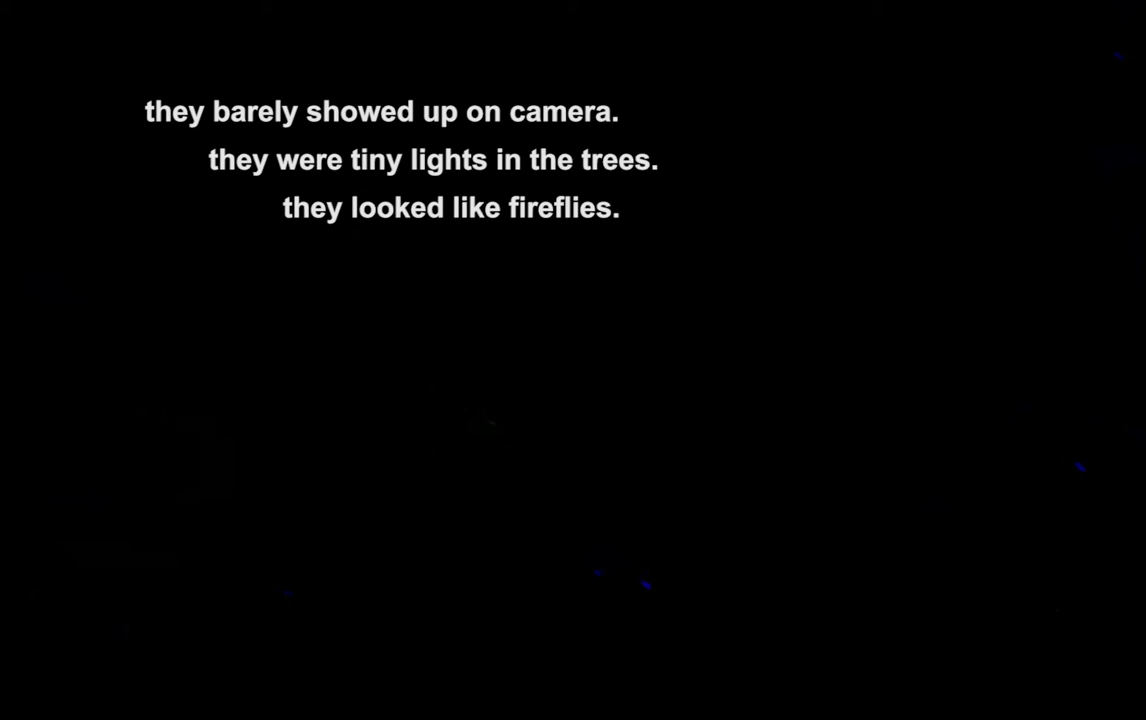 they barely showed up on camera.
they were tiny lights in the trees.
they looked like fireflies.